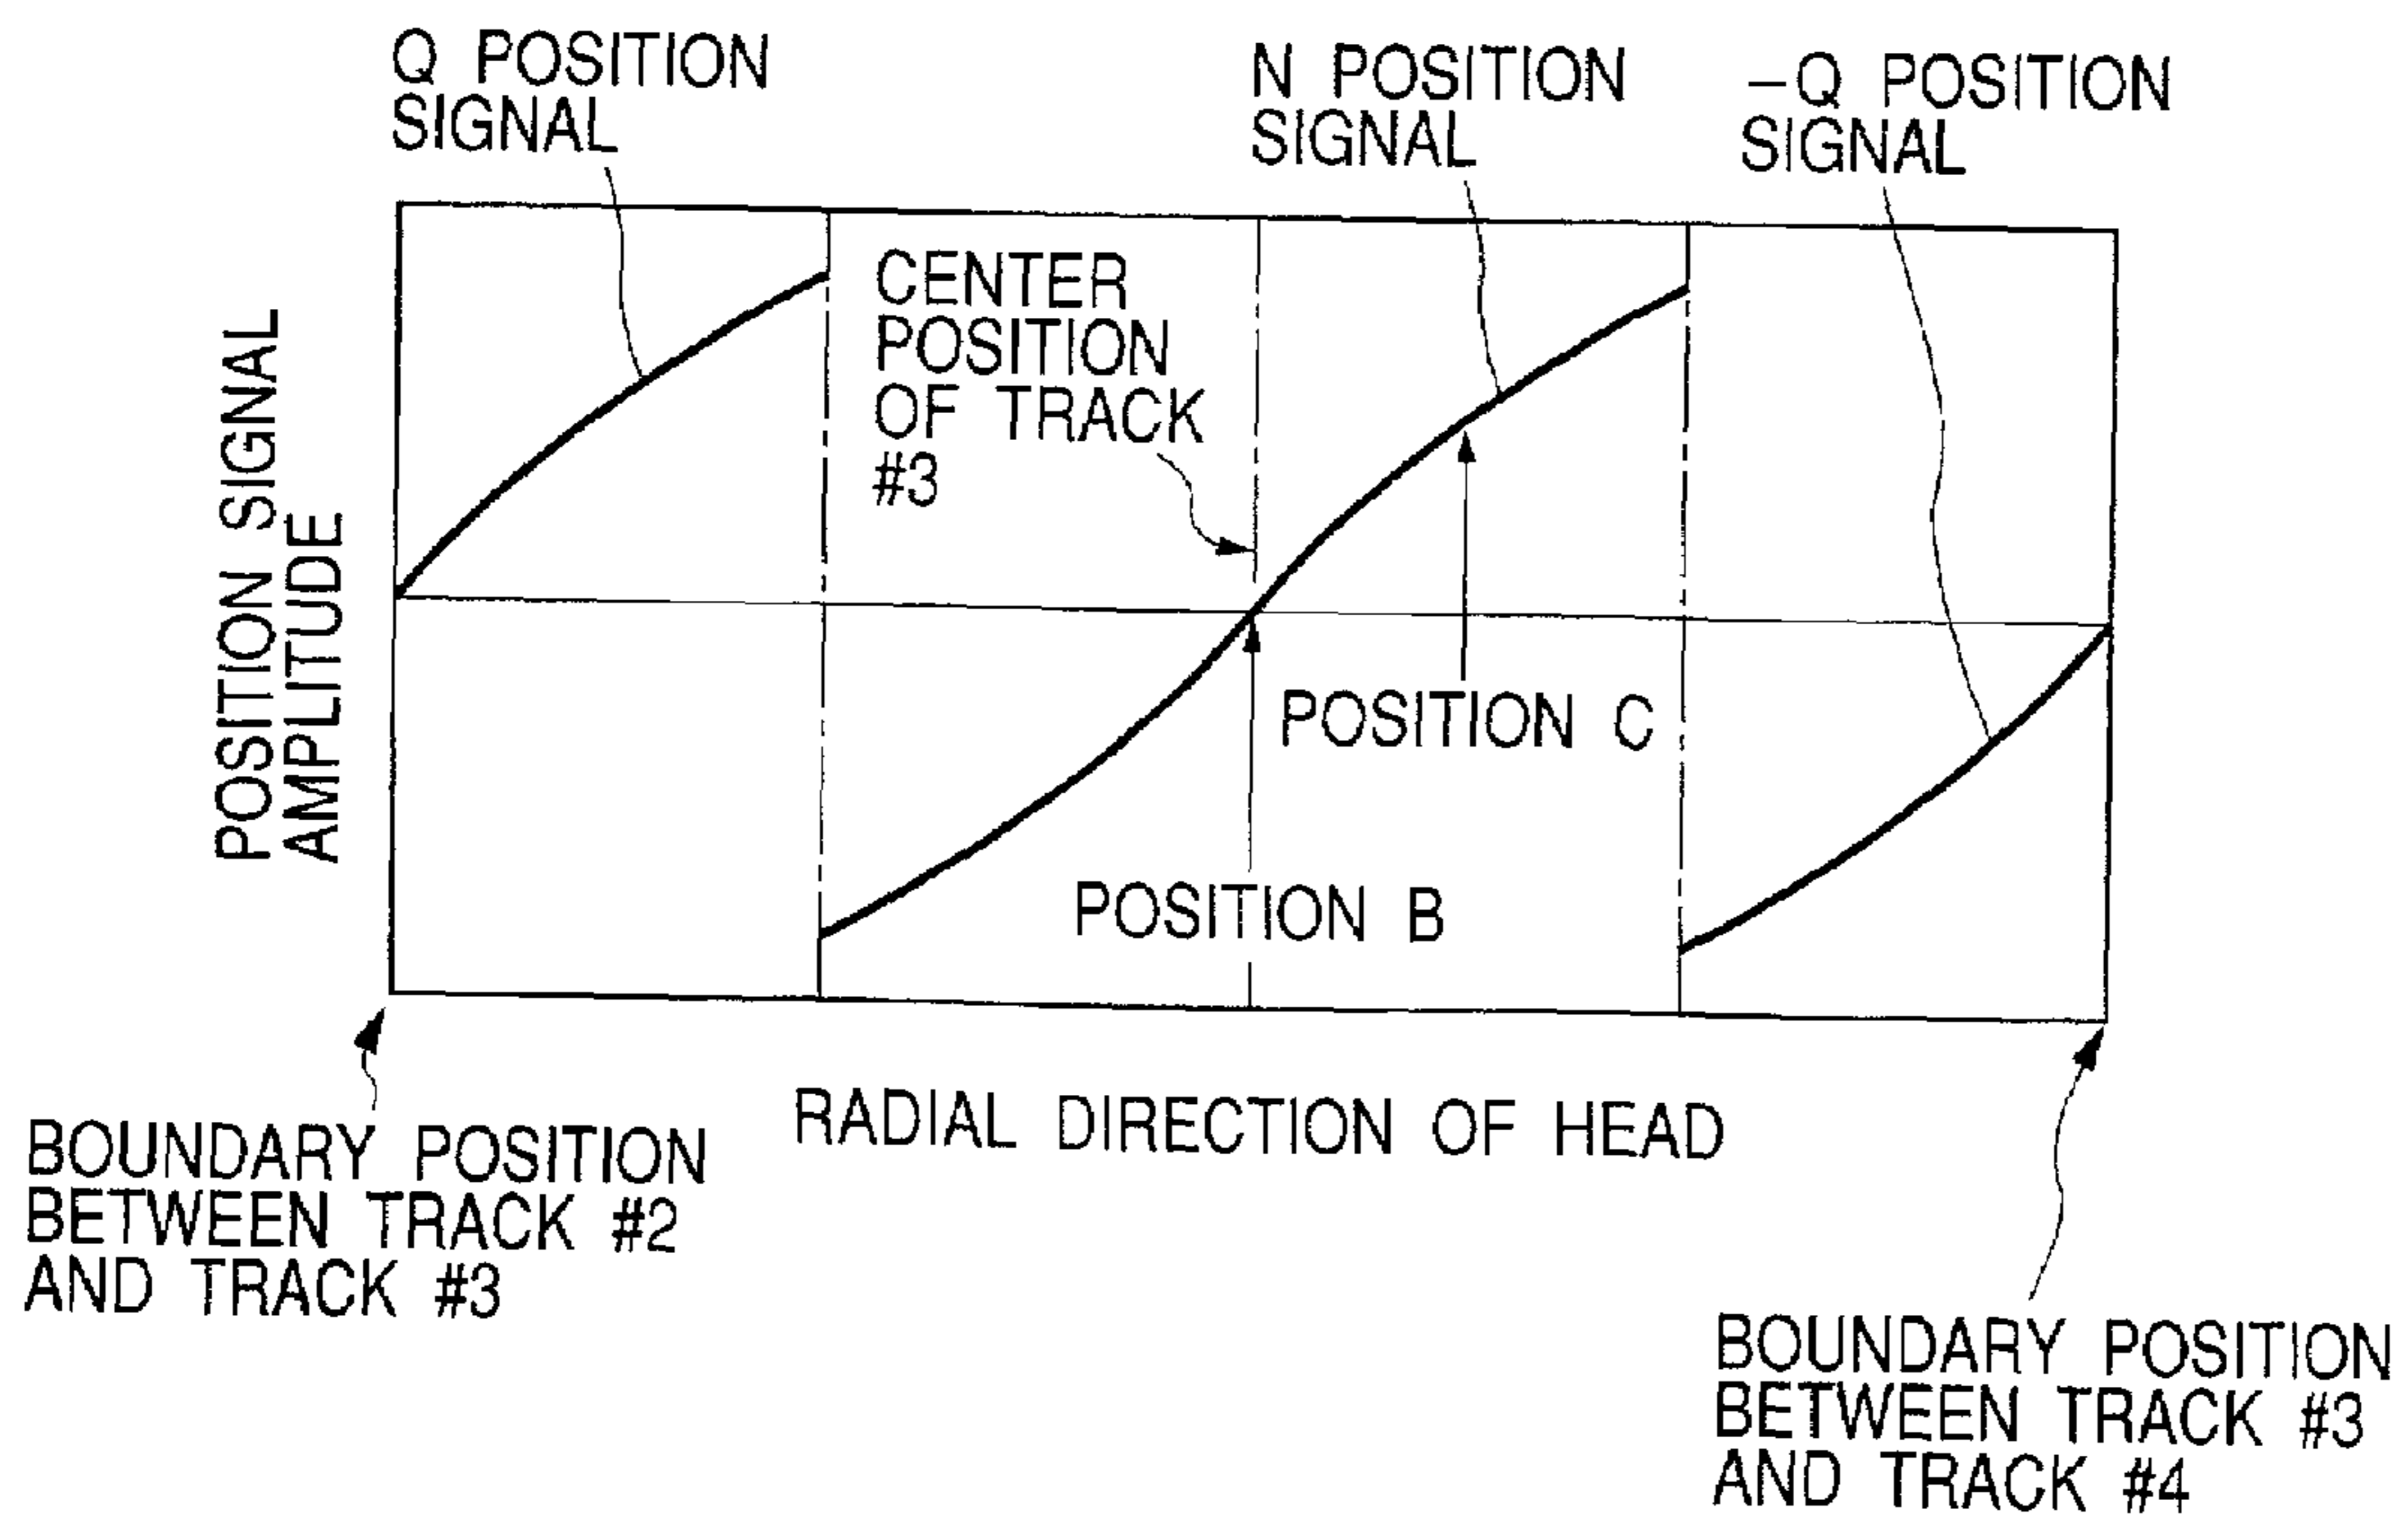 Q POSITION
SIGNAL
N POSITION
SIGNAL
−Q POSITION
SIGNAL
CENTER
POSITION
OF TRACK
#3
POSITION SIGNAL
AMPLITUDE
POSITION C
POSITION B
RADIAL DIRECTION OF HEAD
BOUNDARY POSITION
BETWEEN TRACK #2
AND TRACK #3
BOUNDARY POSITION
BETWEEN TRACK #3
AND TRACK #4